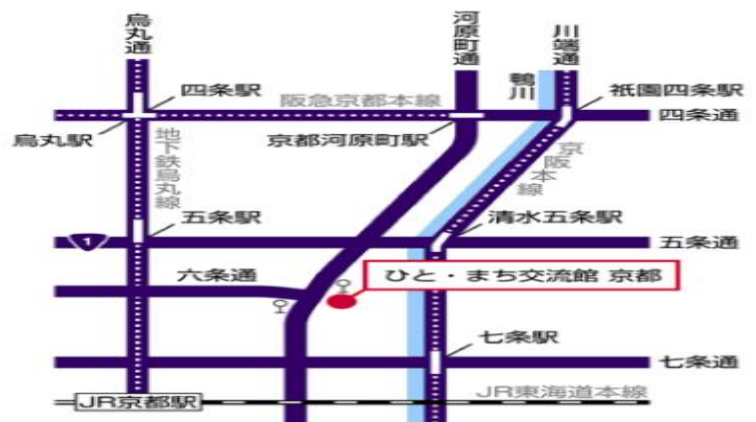 烏丸通
河原町通
川端通
鴨川
四条駅
阪急京都本線
祇園四条駅
四条通
烏丸駅
地下鉄烏丸線
京都河原町駅
京阪本線
五条駅
清水五条駅
1
五条通
六条通
ひと・まち交流館 京都
七条駅
七条通
JR京都駅
JR東海道本線